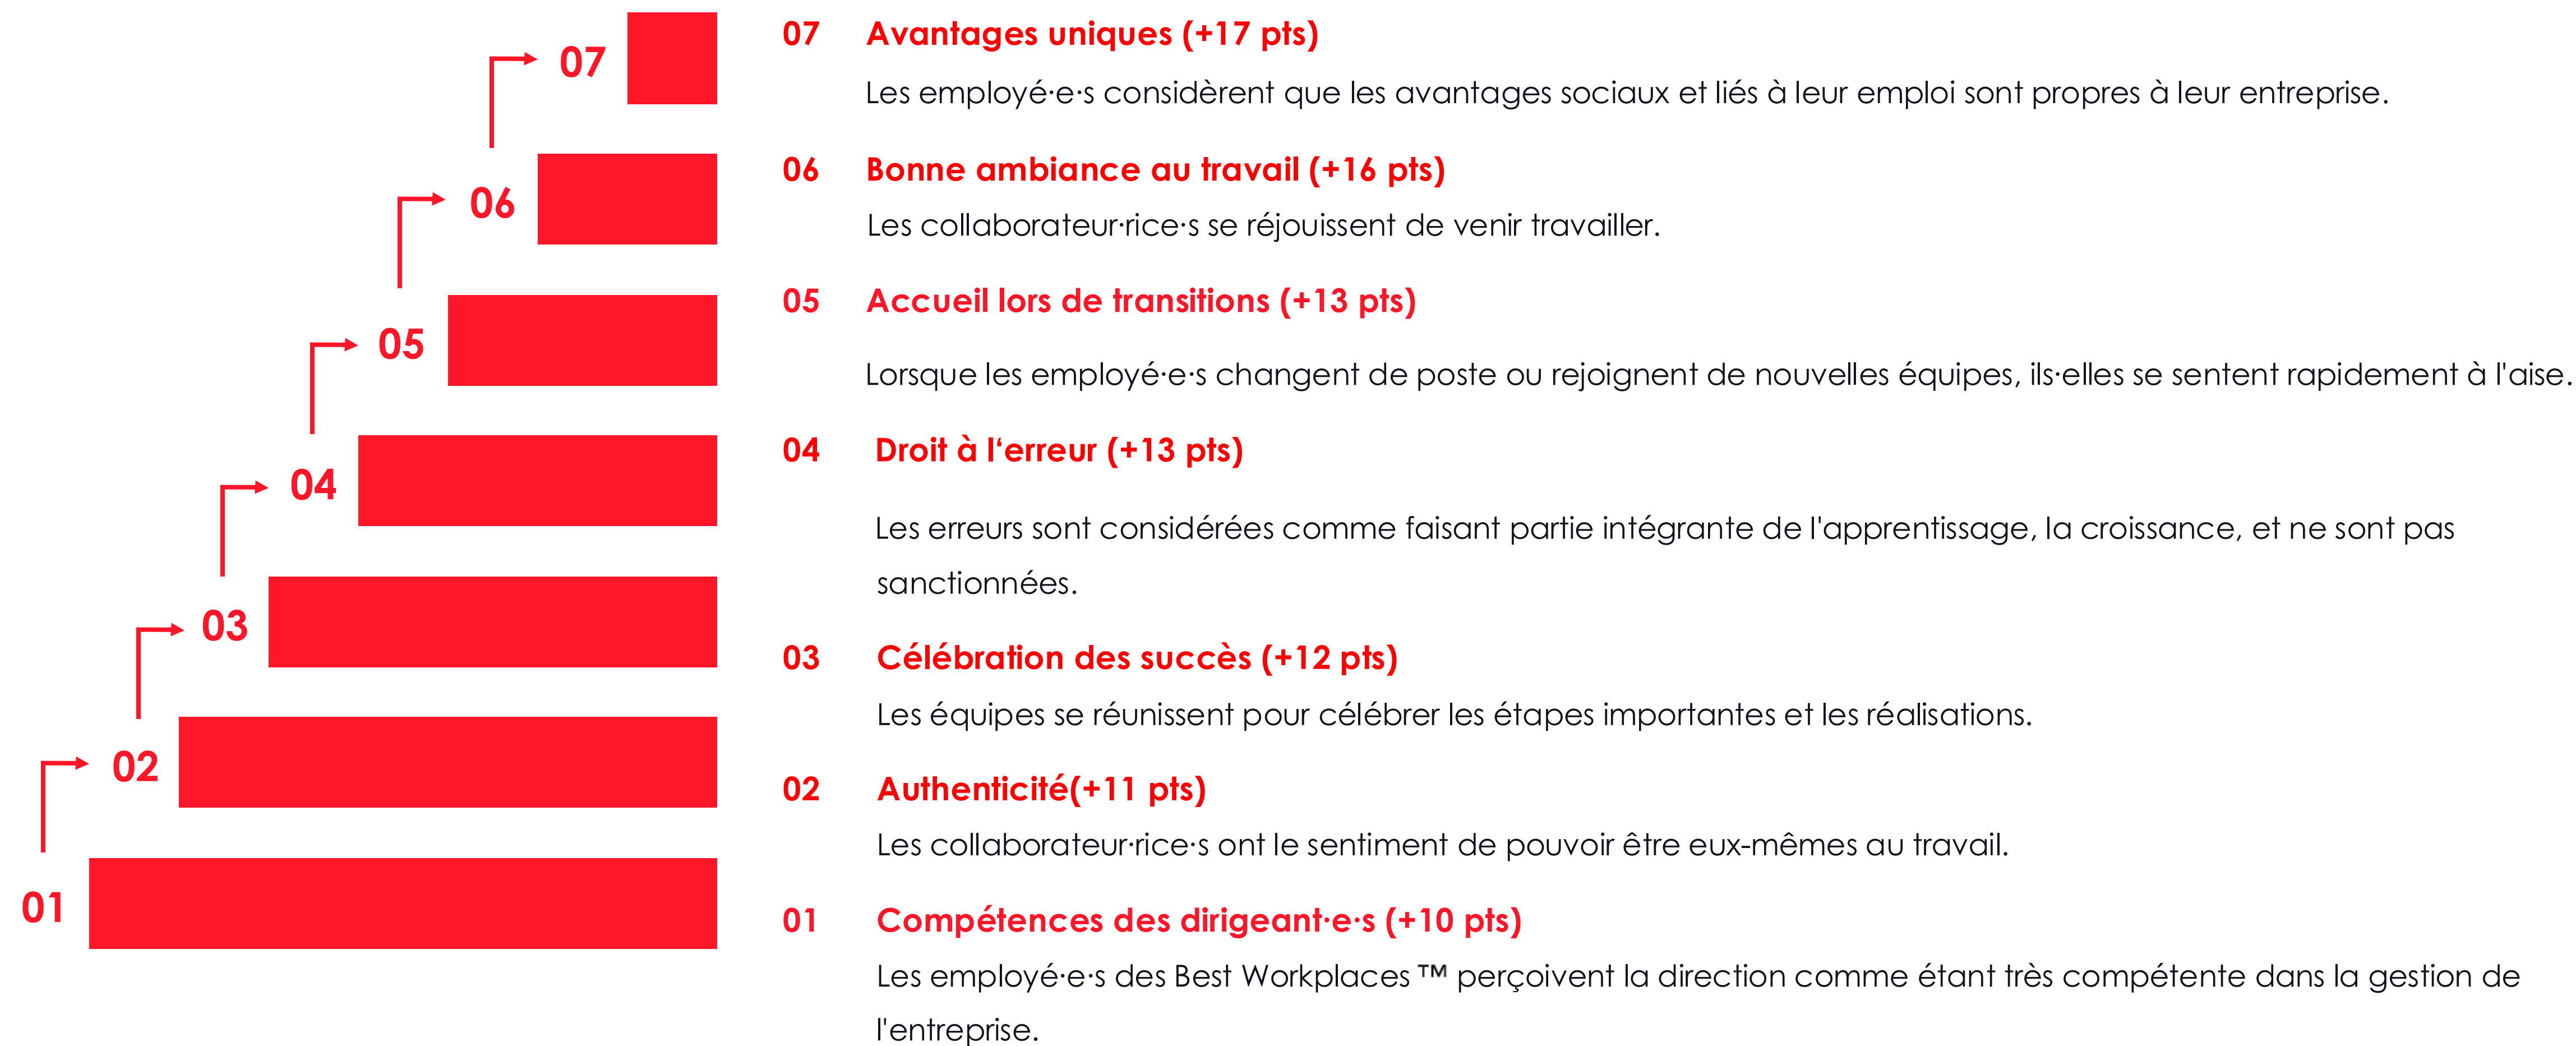 07
07 Avantages uniques (+17 pts)
Les employé·e·s considèrent que les avantages sociaux et liés à leur emploi sont propres à leur entreprise.
06
06 Bonne ambiance au travail (+16 pts)
Les collaborateur·rice·s se réjouissent de venir travailler.
05
05 Accueil lors de transitions (+13 pts)
Lorsque les employé·e·s changent de poste ou rejoignent de nouvelles équipes, ils·elles se sentent rapidement à l'aise.
04
04 Droit à l‘erreur (+13 pts)
Les erreurs sont considérées comme faisant partie intégrante de l'apprentissage, la croissance, et ne sont pas
sanctionnées.
03
03 Célébration des succès (+12 pts)
Les équipes se réunissent pour célébrer les étapes importantes et les réalisations.
02
02 Authenticité(+11 pts)
Les collaborateur·rice·s ont le sentiment de pouvoir être eux-mêmes au travail.
01
01 Compétences des dirigeant·e·s (+10 pts)
Les employé·e·s des Best Workplaces ™ perçoivent la direction comme étant très compétente dans la gestion de
l'entreprise.